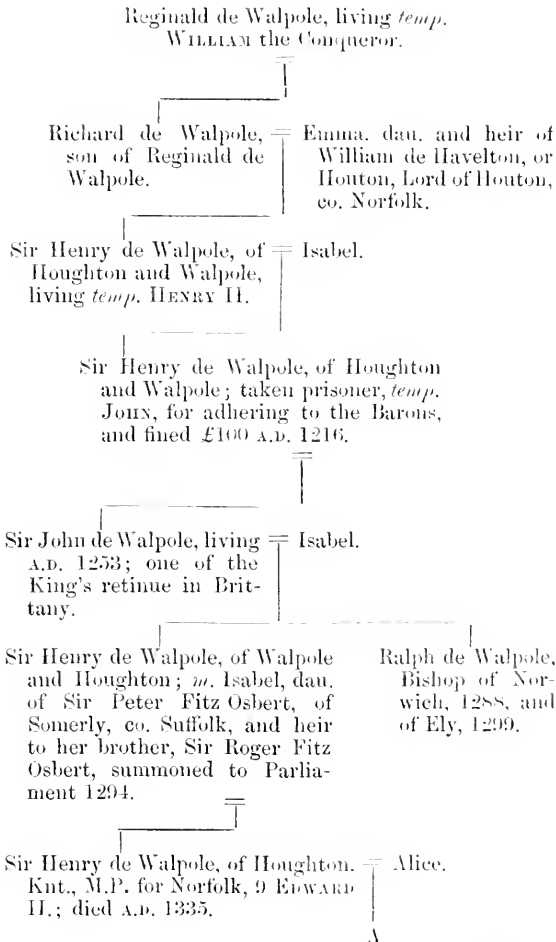 Reginald de Walpole, living temp.
WILLIAM the Conqueror.
Richard de Walpole,
son of Reginald de
Walpole.
Emma. dau. and heir of
William de Havelton, or
Houton, Lord of Houton,
co. Norfolk.
Sir Henry de Walpole, of
Houghton and Walpole,
living temp. HENRY II.
Isabel.
Sir Henry de Walpole, of Houghton
and Walpole; taken prisoner, temp.
JOHN, for adhering to the Barons,
and fined £100 A.D. 1216.
Sir John de Walpole, living
A.D. 1253; one of the
King's retinue in Brit-
tany.
Isabel.
Sir Henry de Walpole, of Walpole
and Houghton; m. Isabel, dau.
of Sir Peter Fitz Osbert, of
Somerly, co. Suffolk, and heir
to her brother, Sir Roger Fitz
Osbert, summoned to Parlia-
ment 1294.
Ralph de Walpole,
Bishop of Nor-
wich, 1288, and
of Ely, 1299.
Sir Henry de Walpole, of Houghton.
Knt., M.P. for Norfolk, 9 EDWARD
II.; died A.D. 1335.
Alice.